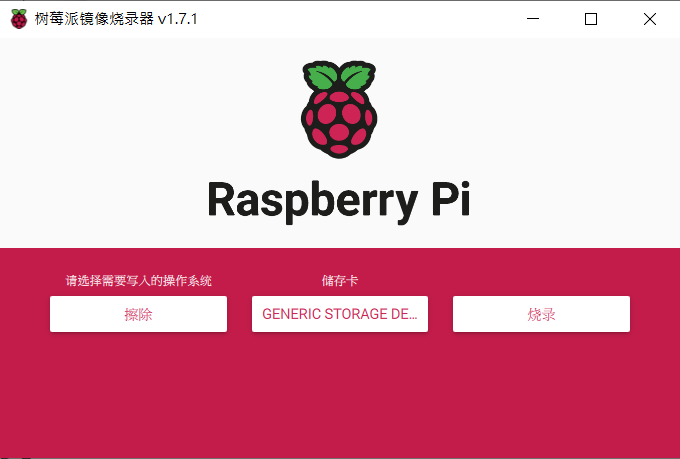 树莓派镜像烧录器 v1.7.1
Raspberry Pi
请选择需要写入的操作系统
储存卡
擦除
GENERIC STORAGE DE...
烧录